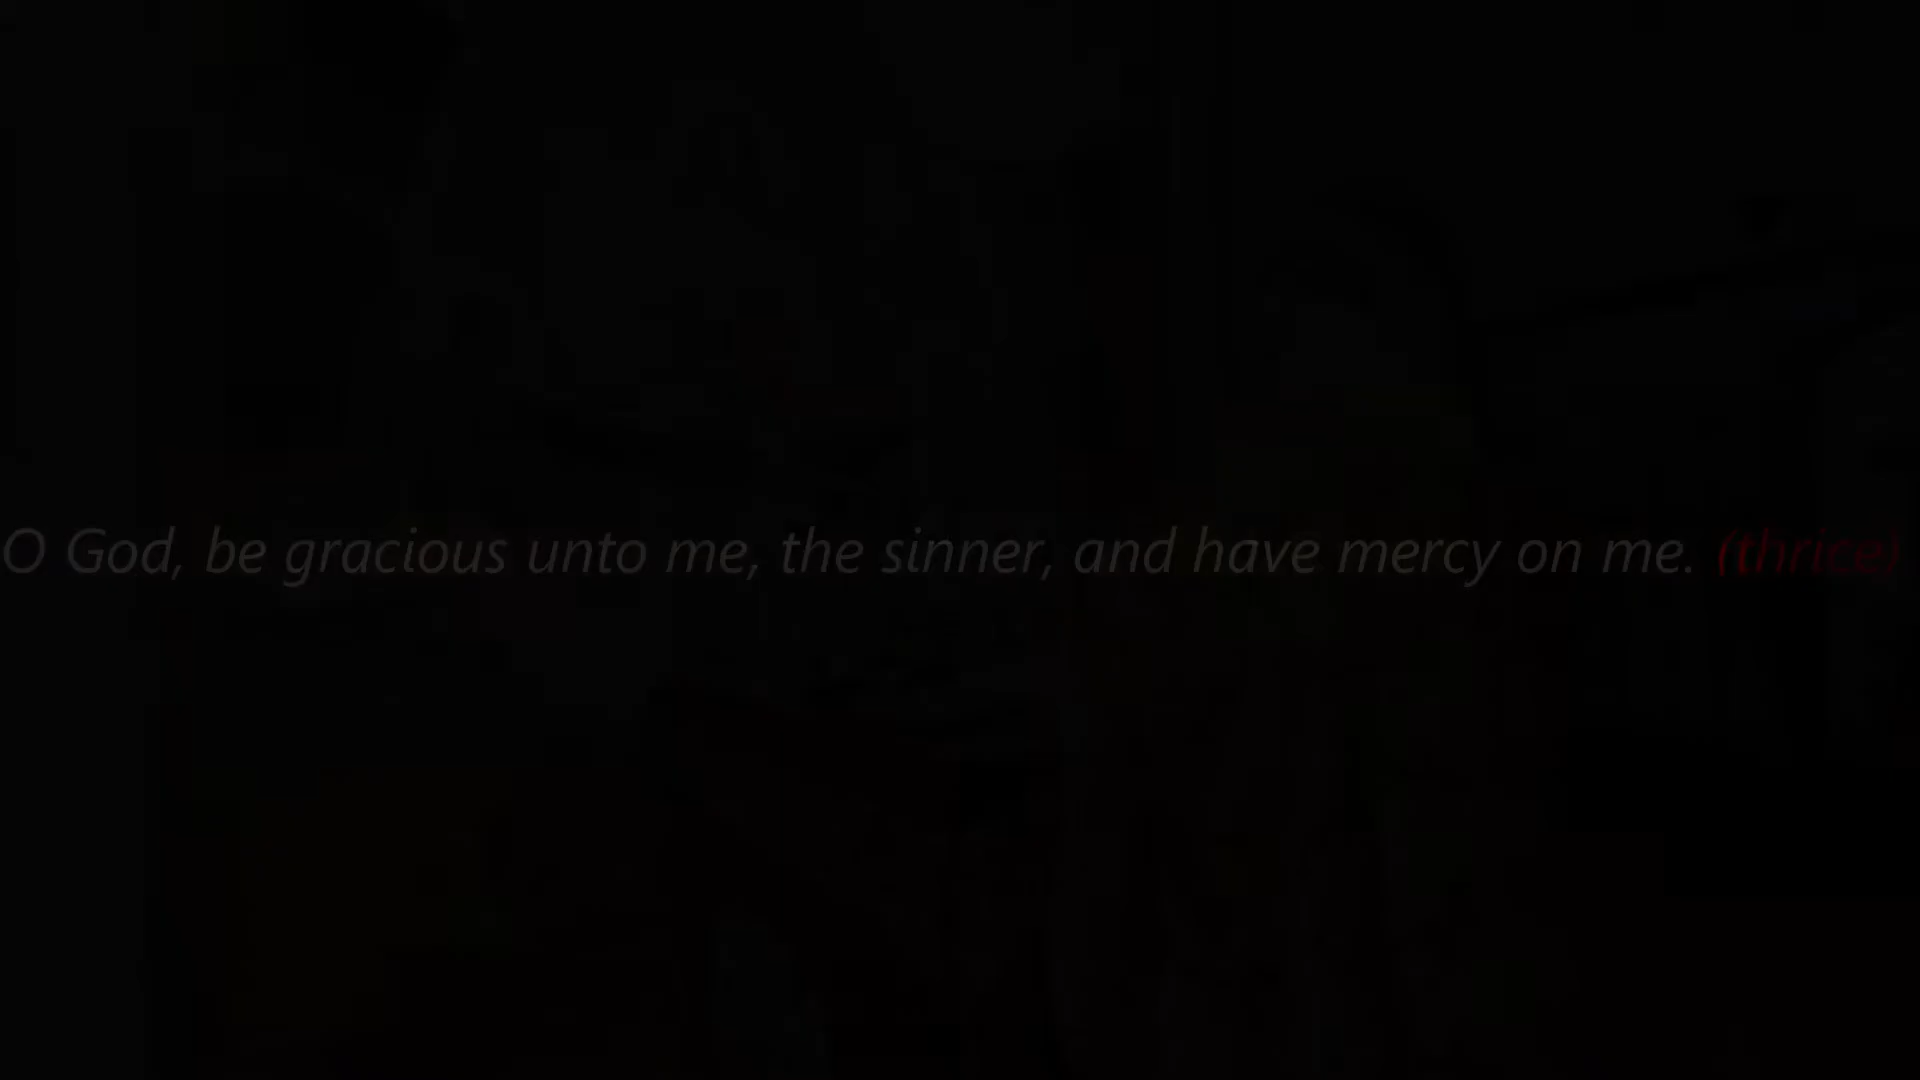 O God, be gracious unto me, the sinner, and have mercy on me. (thrice)